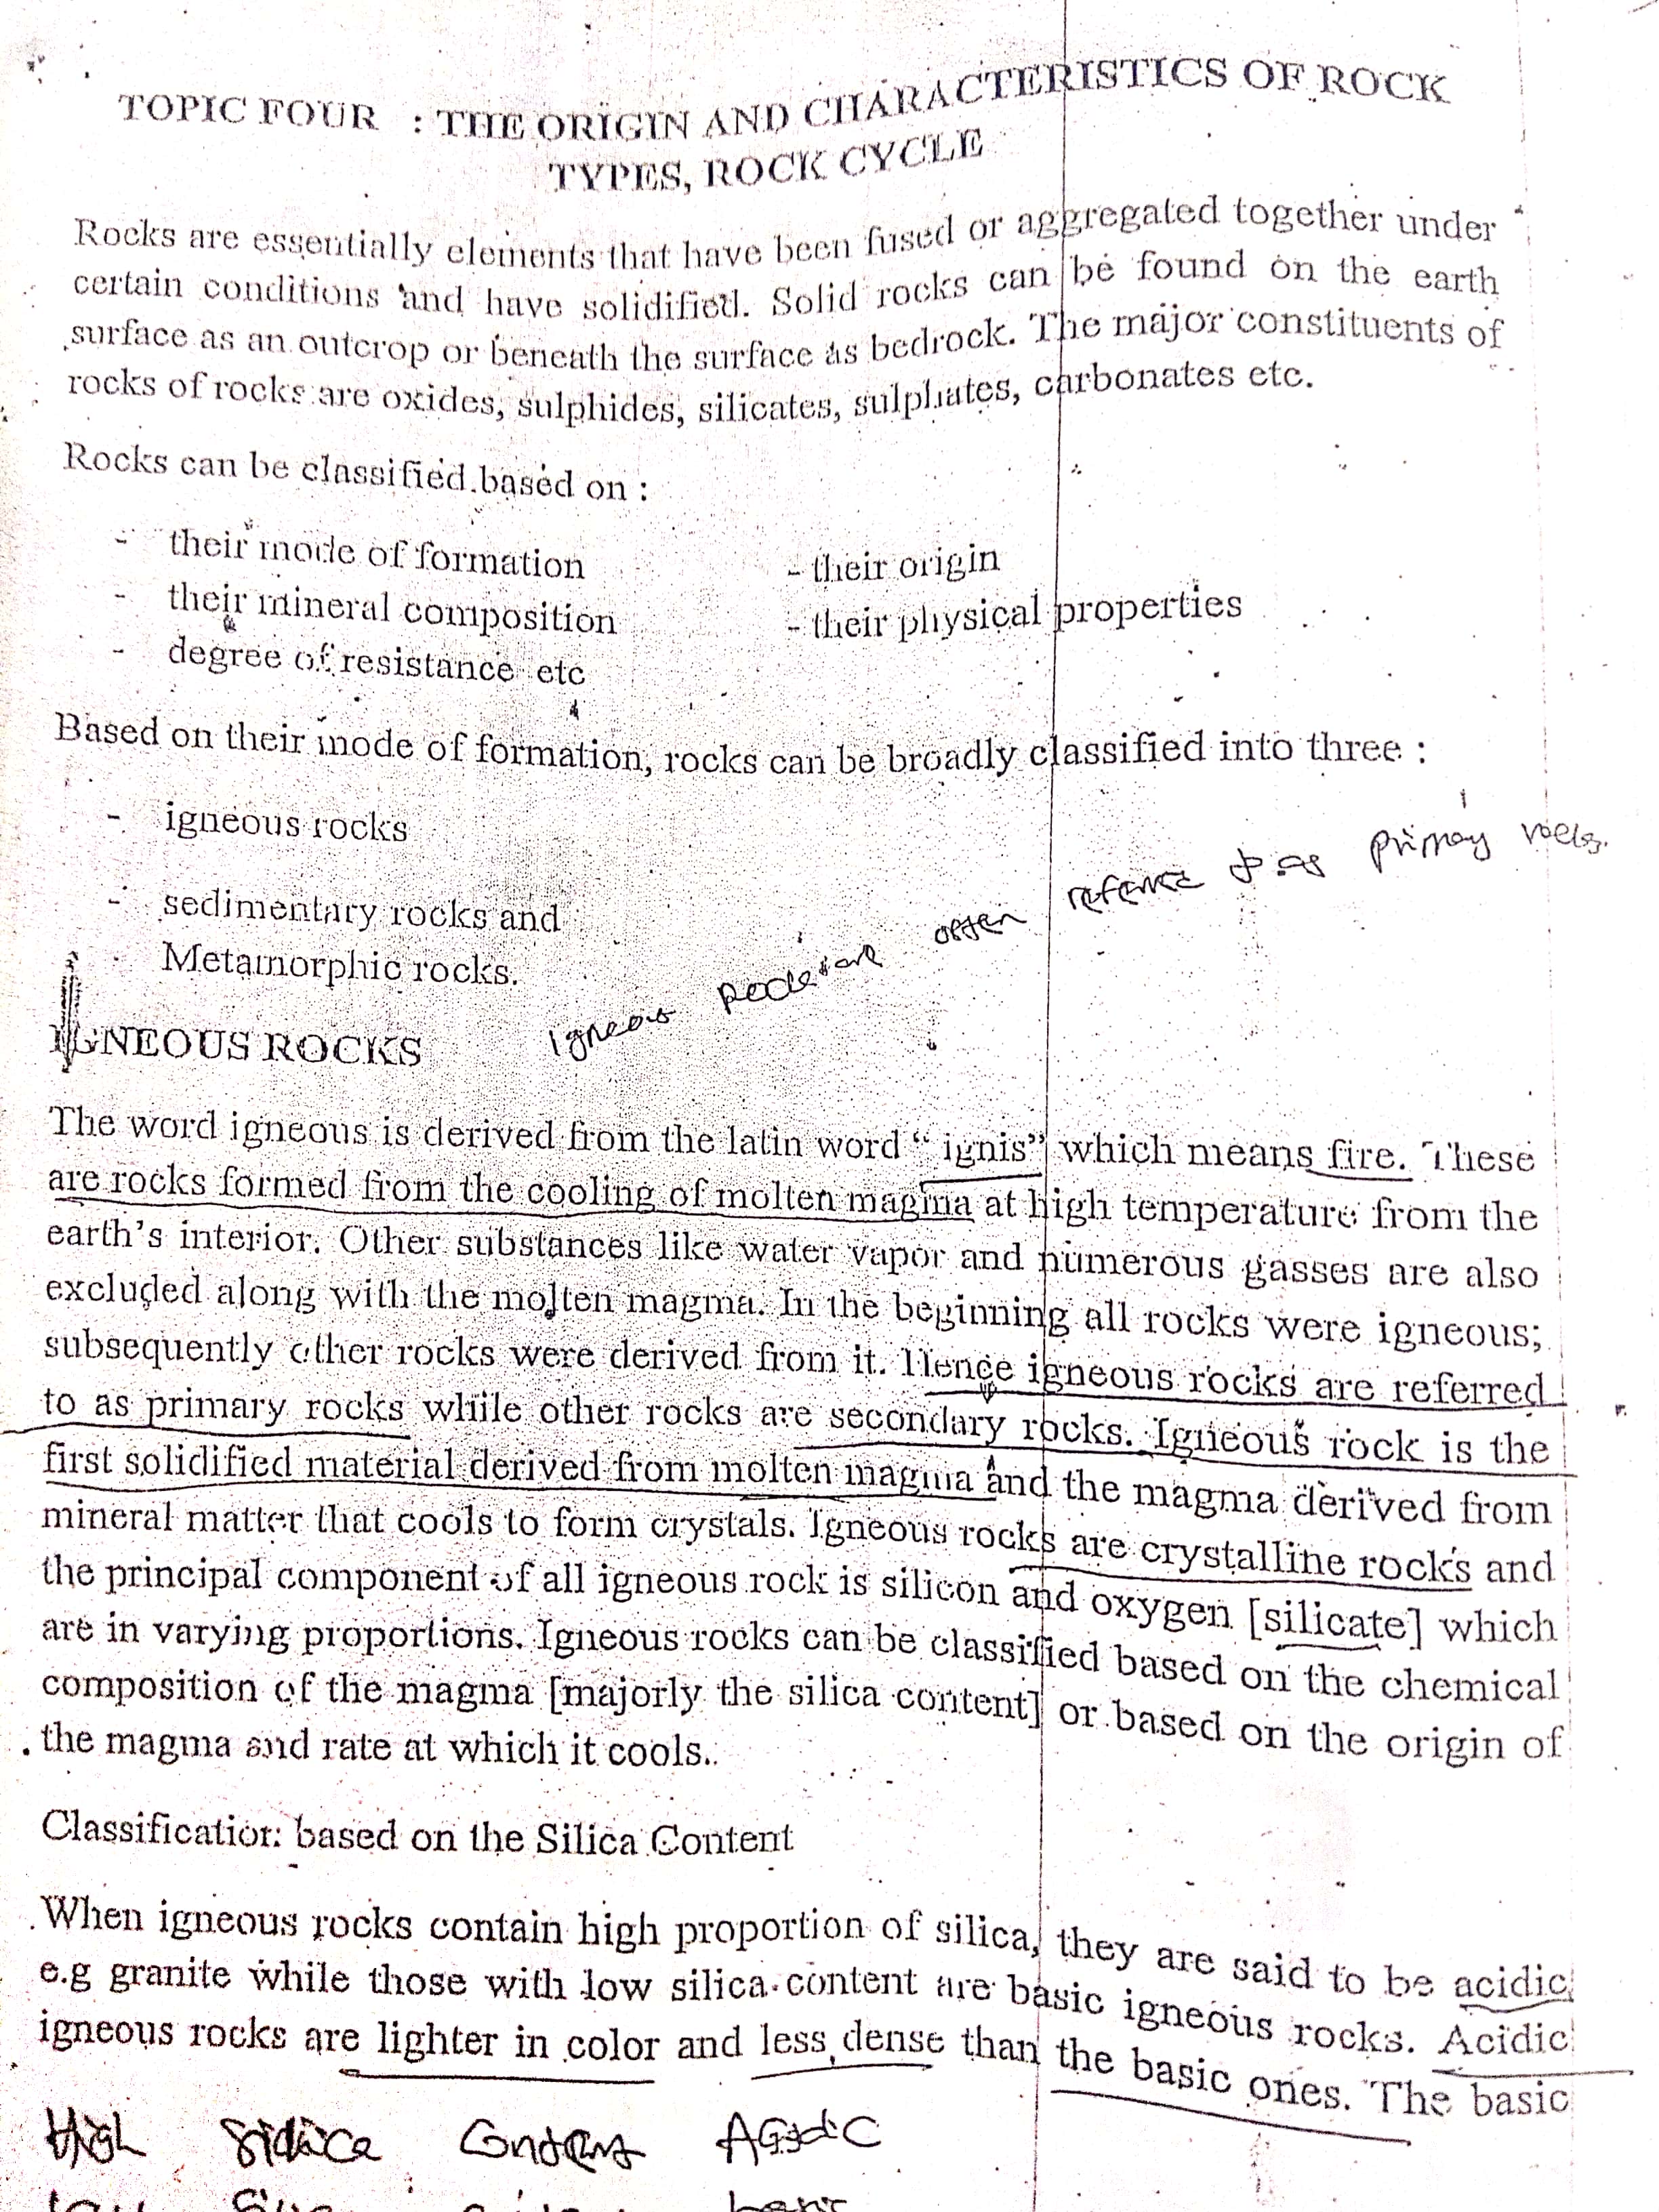 TOPIC FOUR : THE ORIGIN AND CHARACTERISTICS OF ROCK
TYPES, ROCK CYCLE
Rocks are essentially elements that have been fused or aggregated together under
certain conditions and have solidified. Solid rocks can be found on the earth
surface as an outcrop or beneath the surface as bedrock. The major constituents of
rocks of rocks are oxides, sulphides, silicates, sulphates, carbonates etc.
Rocks can be classified based on :
- their mode of formation - their origin
- their mineral composition - their physical properties
- degree of resistance etc
Based on their mode of formation, rocks can be broadly classified into three :
- igneous rocks
- sedimentary rocks and
- Metamorphic rocks.
Igneous rocks are often refence to as primary rocks.
IGNEOUS ROCKS
The word igneous is derived from the latin word “ ignis” which means fire. These
are rocks formed from the cooling of molten magma at high temperature from the
earth’s interior. Other substances like water vapor and numerous gasses are also
excluded along with the molten magma. In the beginning all rocks were igneous;
subsequently other rocks were derived from it. Hence igneous rocks are referred
to as primary rocks while other rocks are secondary rocks. Igneous rock is the
first solidified material derived from molten magma and the magma derived from
mineral matter that cools to form crystals. Igneous rocks are crystalline rocks and
the principal component of all igneous rock is silicon and oxygen [silicate] which
are in varying proportions. Igneous rocks can be classified based on the chemical
composition of the magma [majorly the silica content] or based on the origin of
the magma and rate at which it cools.
Classification: based on the Silica Content
When igneous rocks contain high proportion of silica, they are said to be acidic
e.g granite while those with low silica content are basic igneous rocks. Acidic
igneous rocks are lighter in color and less dense than the basic ones. The basic
High